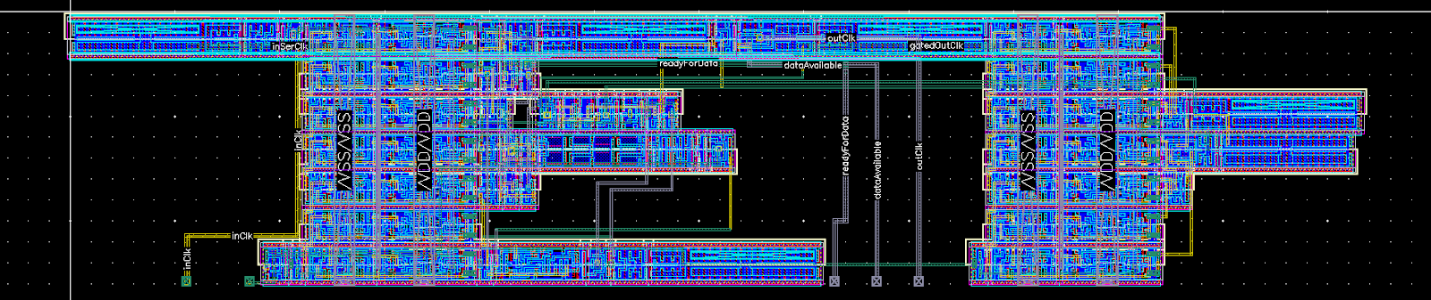 inSerClk
outClk
gatedOutClk
readyForData
dataAvailable
inClk
/VSS/VSS
/VDD/VDD
readyForData
dataAvailable
outClk
/VSS/VSS
/VDD/VDD
inClk
inClk